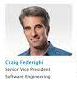 Craig Federighi
Senior Vice President
Software Engineering